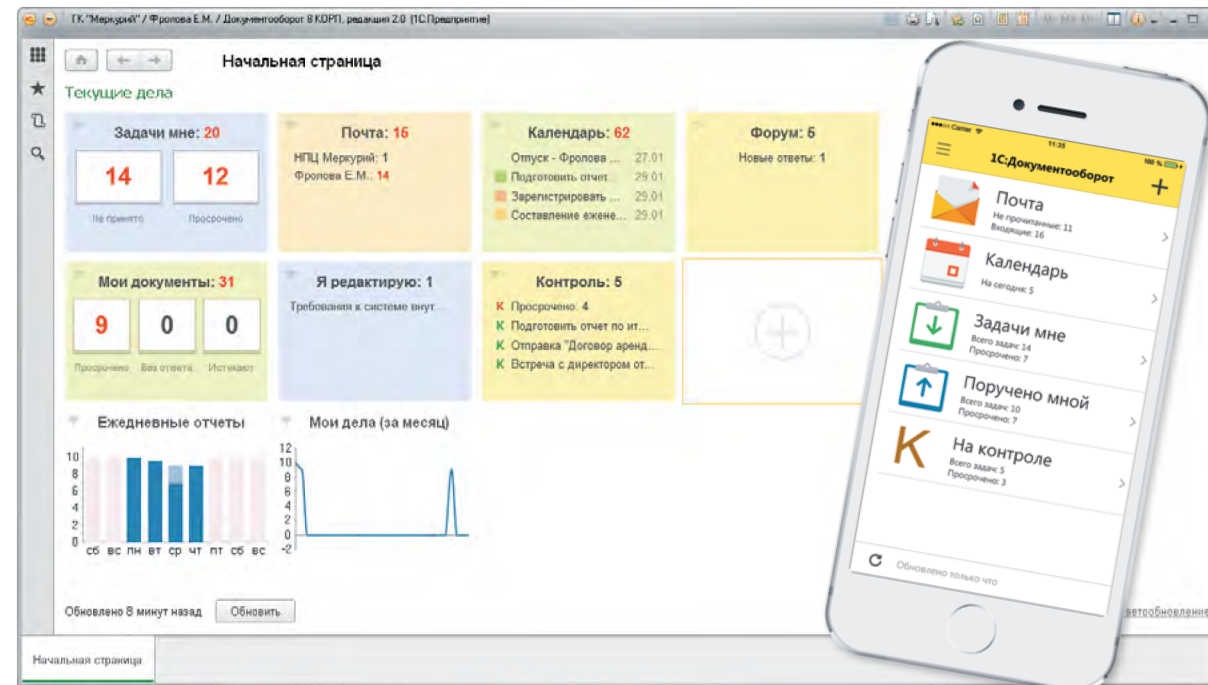 ГК "Меркурий" / Фролова Е.М. / Документооборот 8 КОРП, редакция 2.0 (1С:Предприятие)
Начальная страница
Текущие дела
Задачи мне: 20
14
12
Не принято
Просрочено
Почта: 15
НПЦ Меркурий: 1
Фролова Е.М.: 14
Календарь: 62
Отпуск - Фролова ... 27.01
Подготовить отчет... 29.01
Зарегистрировать ... 29.01
Составление ежене... 29.01
Форум: 5
Новые ответы: 1
Мои документы: 31
9
0
0
Просрочено
Без ответа
Истекают
Я редактирую: 1
Требования к системе внут...
Контроль: 5
К Просрочено: 4
К Подготовить отчет по ит...
К Отправка "Договор аренд...
К Встреча с директором от...
Ежедневные отчеты
10
8
6
4
2
0
сб вс пн вт ср чт пт сб вс
Мои дела (за месяц)
12
10
8
6
4
2
0
-2
Обновлено 8 минут назад
Обновить
автообновление
Начальная страница
Carrier
11:35
100 %
1С:Документооборот
+
Почта
Не прочитанные: 11
Входящие: 16
Календарь
На сегодня: 5
Задачи мне
Всего задач: 14
Просрочено: 7
Поручено мной
Всего задач: 10
Просрочено: 7
К
На контроле
Всего задач: 5
Просрочено: 3
Обновлено только что